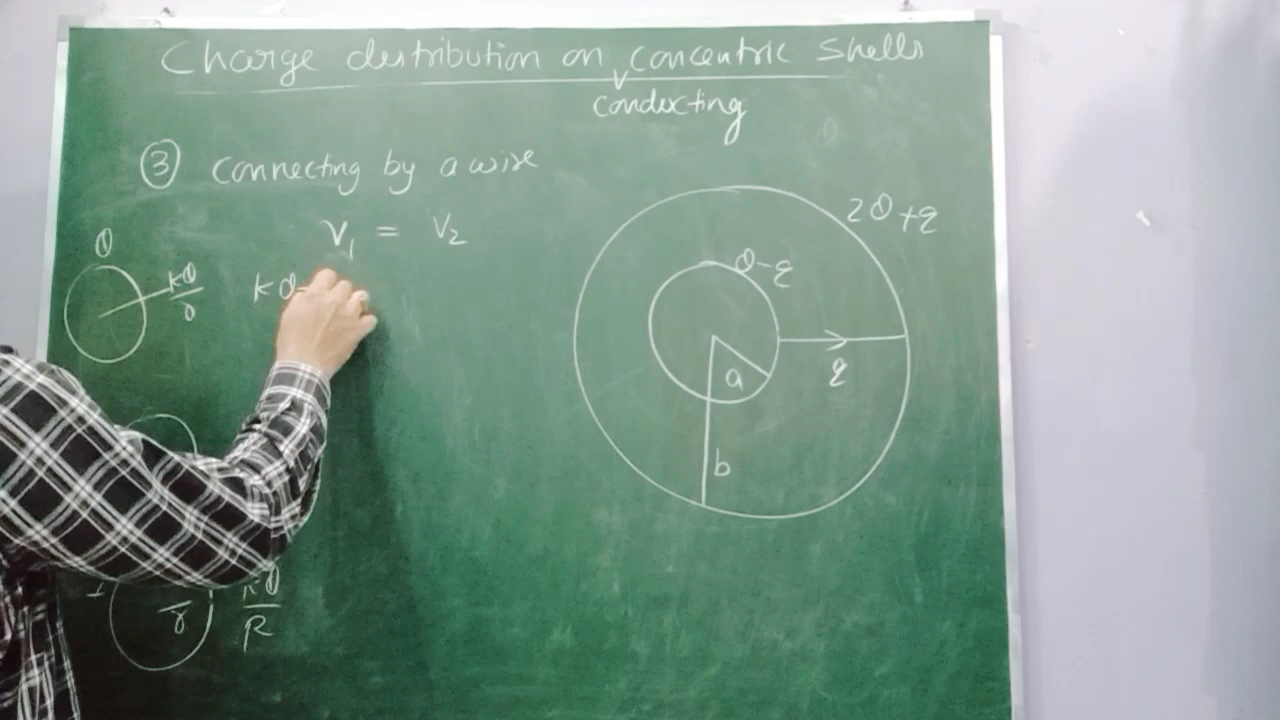 Charge distribution on concentric Shells
conducting
③ Connecting by a wire
V₁ = V₂
Q
kQ/r
kQ-
2Q+q
Q-q
q
a
b
r
kQ/R